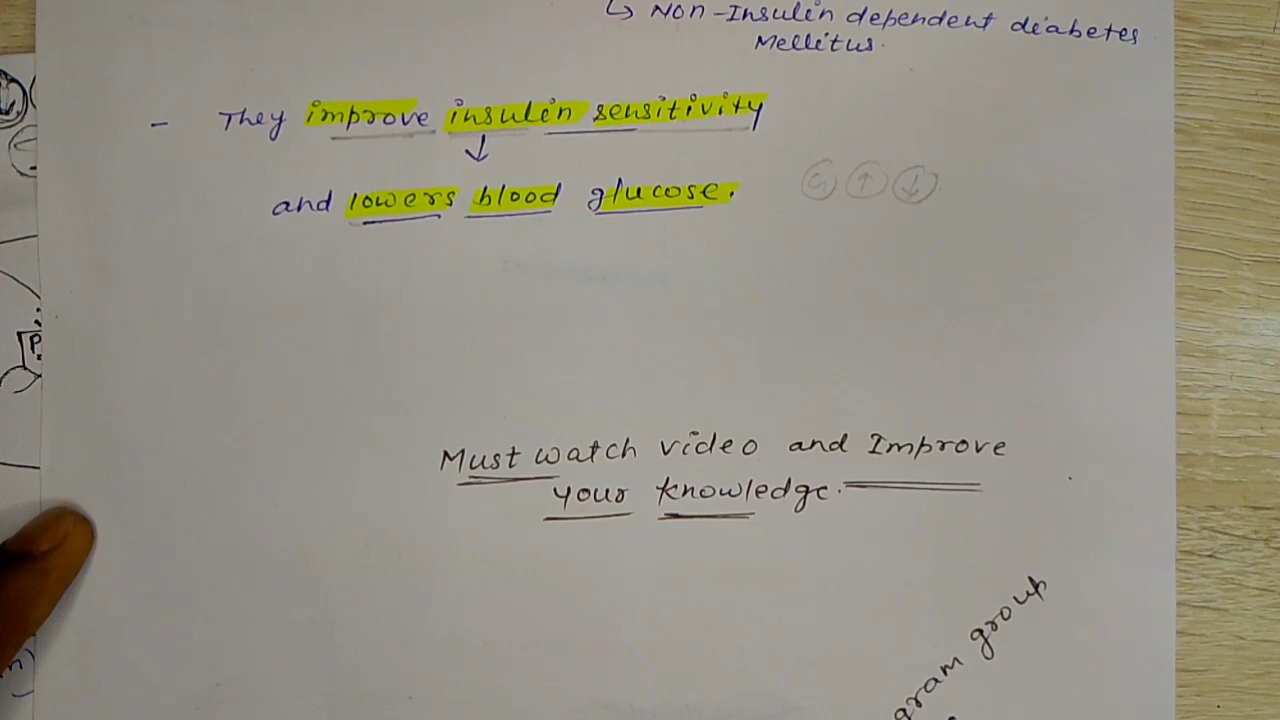 ↳ Non-Insulin dependent diabetes
Mellitus.
- They improve insulin sensitivity
↓
and lowers blood glucose.
Must watch video and Improve
your knowledge.
gram group